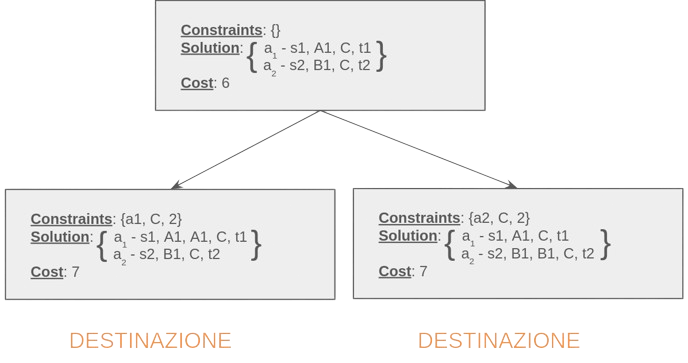 Constraints: {}
Solution: { a1 - s1, A1, C, t1
a2 - s2, B1, C, t2 }
Cost: 6
Constraints: {a1, C, 2}
Solution: { a1 - s1, A1, A1, C, t1
a2 - s2, B1, C, t2 }
Cost: 7
Constraints: {a2, C, 2}
Solution: { a1 - s1, A1, C, t1
a2 - s2, B1, B1, C, t2 }
Cost: 7
DESTINAZIONE
DESTINAZIONE